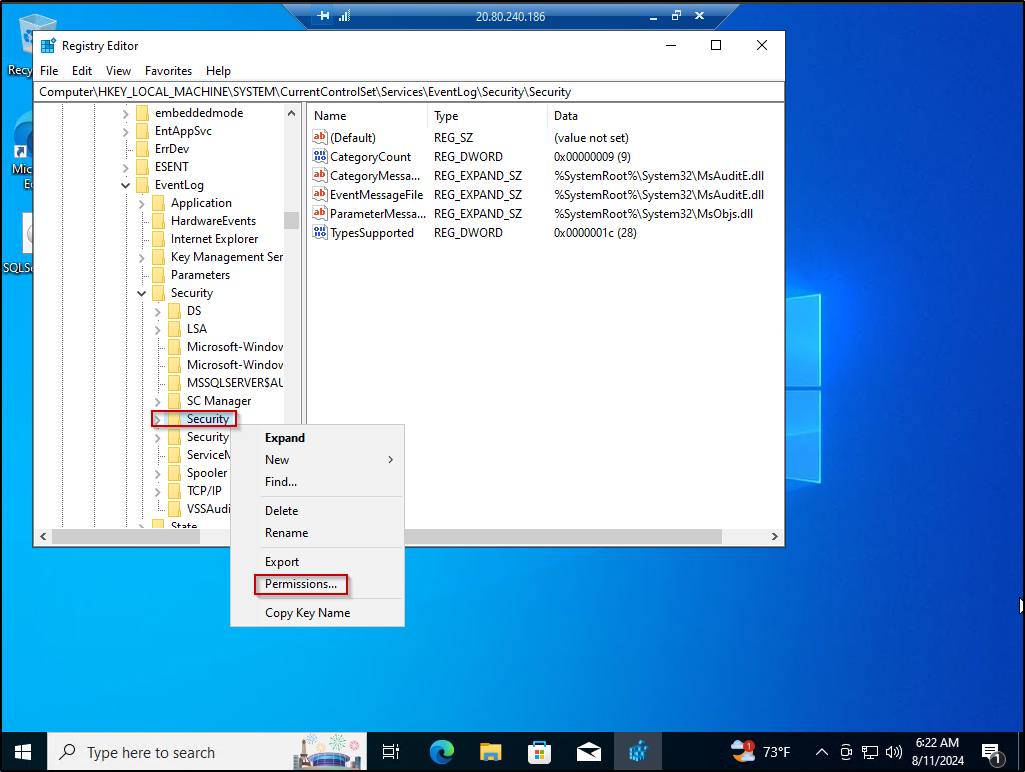 20.80.240.186
Registry Editor
File Edit View Favorites Help
Computer\HKEY_LOCAL_MACHINE\SYSTEM\CurrentControlSet\Services\EventLog\Security\Security
embeddedmode
EntAppSvc
ErrDev
ESENT
EventLog
Application
HardwareEvents
Internet Explorer
Key Management Ser
Parameters
Security
DS
LSA
Microsoft-Window
Microsoft-Window
MSSQLSERVER$AU
SC Manager
Security
Security
ServiceM
Spooler
TCP/IP
VSSAudi
State
Name Type Data
(Default) REG_SZ (value not set)
CategoryCount REG_DWORD 0x00000009 (9)
CategoryMessa... REG_EXPAND_SZ %SystemRoot%\System32\MsAuditE.dll
EventMessageFile REG_EXPAND_SZ %SystemRoot%\System32\MsAuditE.dll
ParameterMessa... REG_EXPAND_SZ %SystemRoot%\System32\MsObjs.dll
TypesSupported REG_DWORD 0x0000001c (28)
Expand
New
Find...
Delete
Rename
Export
Permissions...
Copy Key Name
Recy
Mic
E
SQLSe
Type here to search
73°F
6:22 AM
8/11/2024
1
1